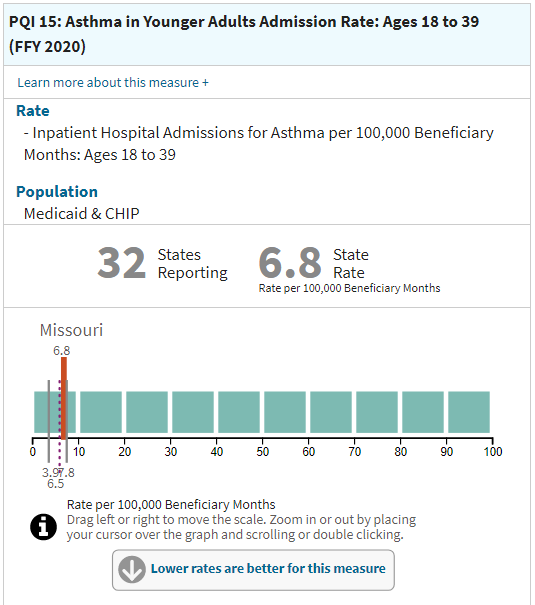 PQI 15: Asthma in Younger Adults Admission Rate: Ages 18 to 39
(FFY 2020)
Learn more about this measure +
Rate
- Inpatient Hospital Admissions for Asthma per 100,000 Beneficiary
Months: Ages 18 to 39
Population
Medicaid & CHIP
32 States Reporting
6.8 State Rate
Rate per 100,000 Beneficiary Months
Missouri
6.8
0 10 20 30 40 50 60 70 80 90 100
3.9 7.8
6.5
Rate per 100,000 Beneficiary Months
Drag left or right to move the scale. Zoom in or out by placing
your cursor over the graph and scrolling or double clicking.
Lower rates are better for this measure